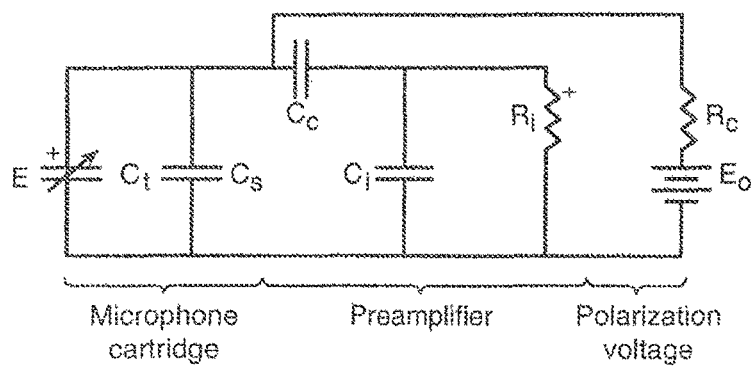 +
E
Ct
Cs
Cc
Ci
Ri
+
Rc
Eo
Microphone
cartridge
Preamplifier
Polarization
voltage